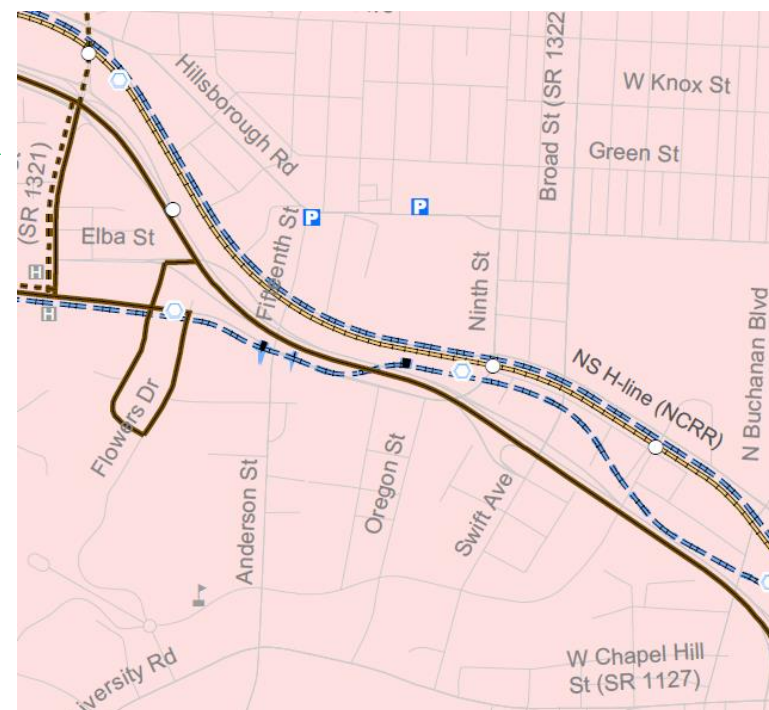 Hillsborough Rd
Broad St (SR 1322
W Knox St
Green St
(SR 1321)
Elba St
Fifteenth St
P
P
Ninth St
N Buchanan Blvd
NS H-line (NCRR)
H
H
Flowers Dr
Anderson St
Oregon St
Swift Ave
iversity Rd
W Chapel Hill
St (SR 1127)